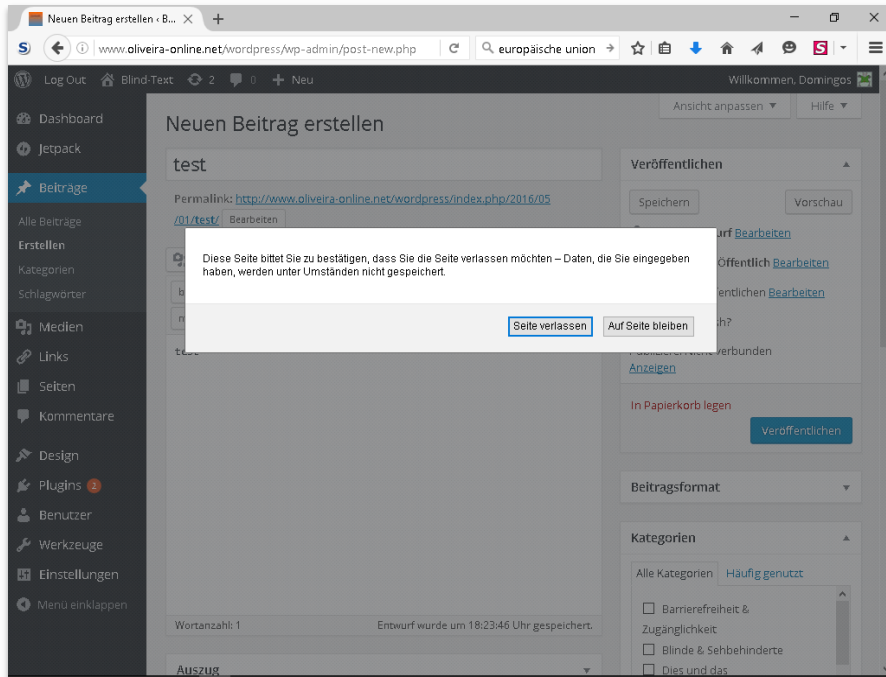 Neuen Beitrag erstellen ‹ B...
www.oliveira-online.net/wordpress/wp-admin/post-new.php
europäische union
Log Out Blind-Text 2 0 + Neu
Willkommen, Domingos
Ansicht anpassen ▼ Hilfe ▼
Dashboard
Jetpack
Beiträge
Alle Beiträge
Erstellen
Kategorien
Schlagwörter
Medien
Links
Seiten
Kommentare
Design
Plugins 2
Benutzer
Werkzeuge
Einstellungen
Menü einklappen
Neuen Beitrag erstellen
test
Permalink: http://www.oliveira-online.net/wordpress/index.php/2016/05
/01/test/ Bearbeiten
Diese Seite bittet Sie zu bestätigen, dass Sie die Seite verlassen möchten – Daten, die Sie eingegeben
haben, werden unter Umständen nicht gespeichert.
Seite verlassen Auf Seite bleiben
Wortanzahl: 1 Entwurf wurde um 18:23:46 Uhr gespeichert.
Auszug
Veröffentlichen
Speichern Vorschau
Bearbeiten
Öffentlich Bearbeiten
Bearbeiten
verbunden
Anzeigen
In Papierkorb legen
Veröffentlichen
Beitragsformat
Kategorien
Alle Kategorien Häufig genutzt
Barrierefreiheit &
Zugänglichkeit
Blinde & Sehbehinderte
Dies und das